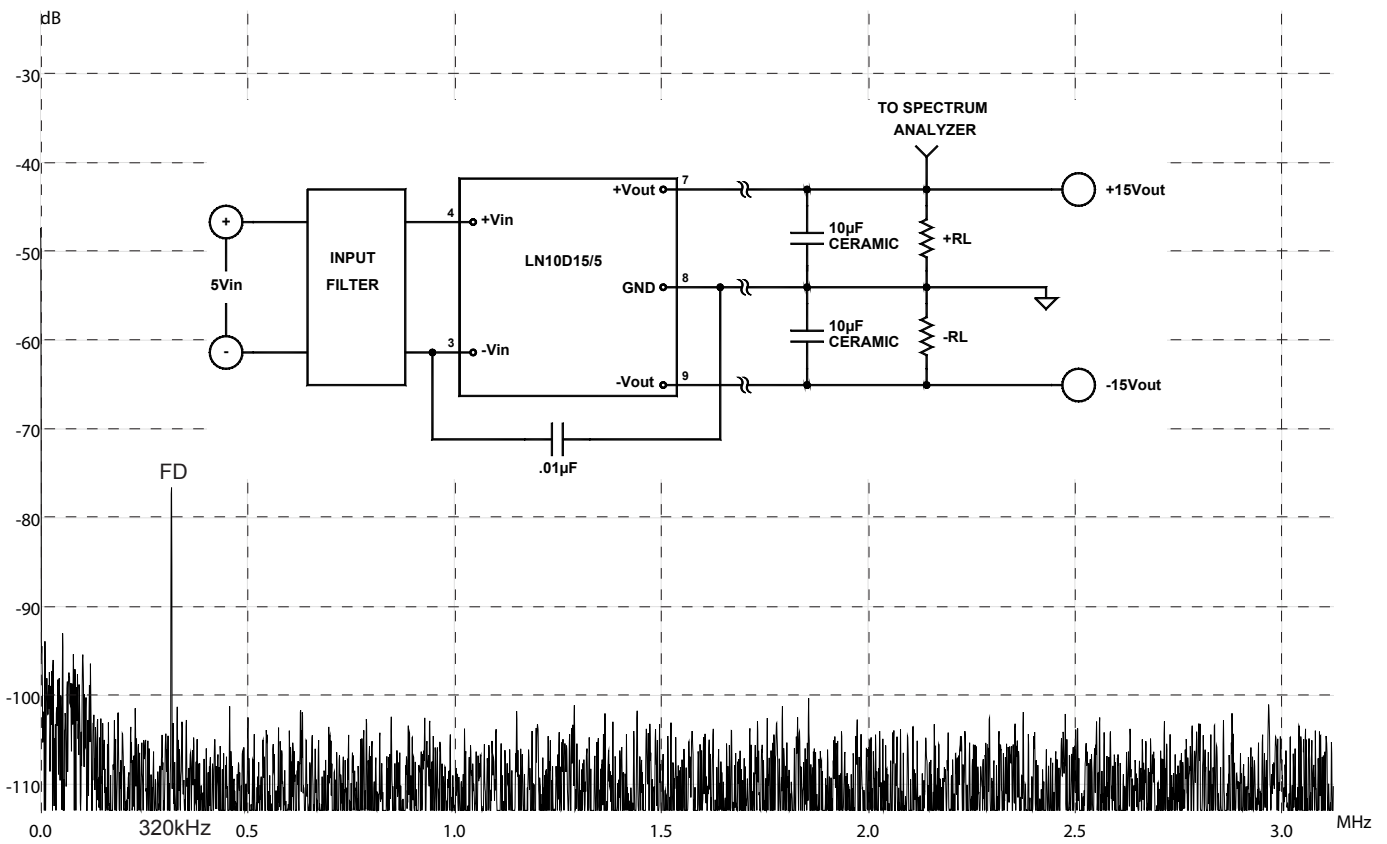 dB
-30
TO SPECTRUM
ANALYZER
-40
+Vout
7
+15Vout
4
+Vin
+
10µF
CERAMIC
+RL
-50
INPUT
FILTER
LN10D15/5
5Vin
GND
8
10µF
CERAMIC
-RL
-60
-
3
-Vin
-Vout
9
-15Vout
-70
.01µF
FD
-80
-90
-100
-110
0.0
320kHz
0.5
1.0
1.5
2.0
2.5
3.0
MHz